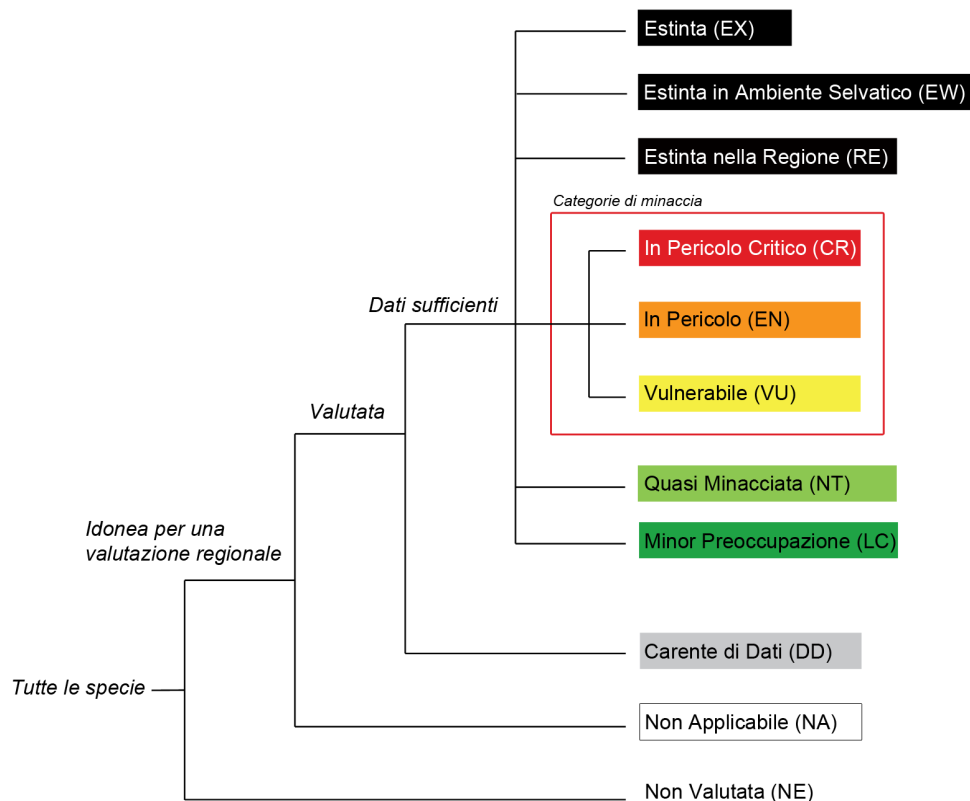 Estinta (EX)
Estinta in Ambiente Selvatico (EW)
Estinta nella Regione (RE)
Categorie di minaccia
In Pericolo Critico (CR)
Dati sufficienti
In Pericolo (EN)
Vulnerabile (VU)
Valutata
Quasi Minacciata (NT)
Idonea per una
valutazione regionale
Minor Preoccupazione (LC)
Carente di Dati (DD)
Tutte le specie
Non Applicabile (NA)
Non Valutata (NE)